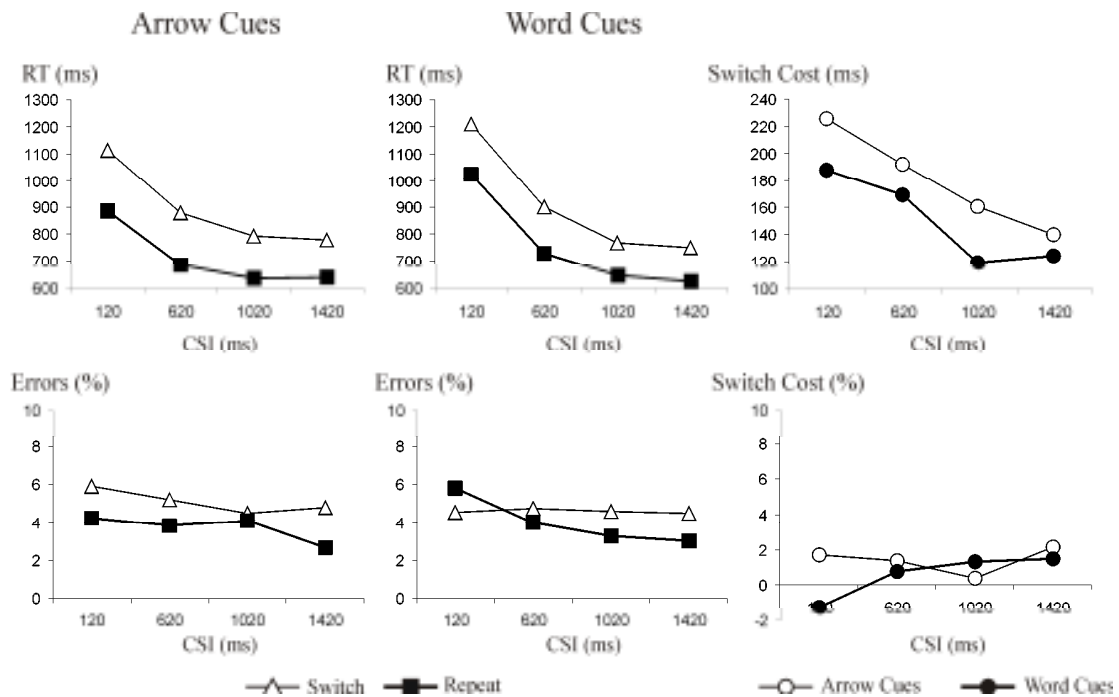 Arrow Cues
Word Cues
RT (ms)
RT (ms)
Switch Cost (ms)
1300
1200
1100
1000
900
800
700
600
120 620 1020 1420
CSI (ms)
1300
1200
1100
1000
900
800
700
600
120 620 1020 1420
CSI (ms)
240
220
200
180
160
140
120
100
120 620 1020 1420
CSI (ms)
Errors (%)
Errors (%)
Switch Cost (%)
10
8
6
4
2
0
120 620 1020 1420
CSI (ms)
10
8
6
4
2
0
120 620 1020 1420
CSI (ms)
10
8
6
4
2
0
-2
620 1020 1420
CSI (ms)
Switch Repeat
Arrow Cues Word Cues